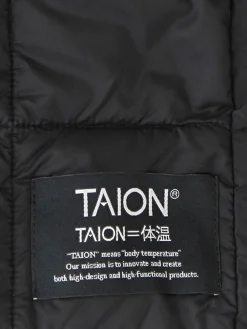 TAION®
TAION=体温
"TAION" means "body temperature"
Our mission is to innovate and create
both high-design and high-functional products.